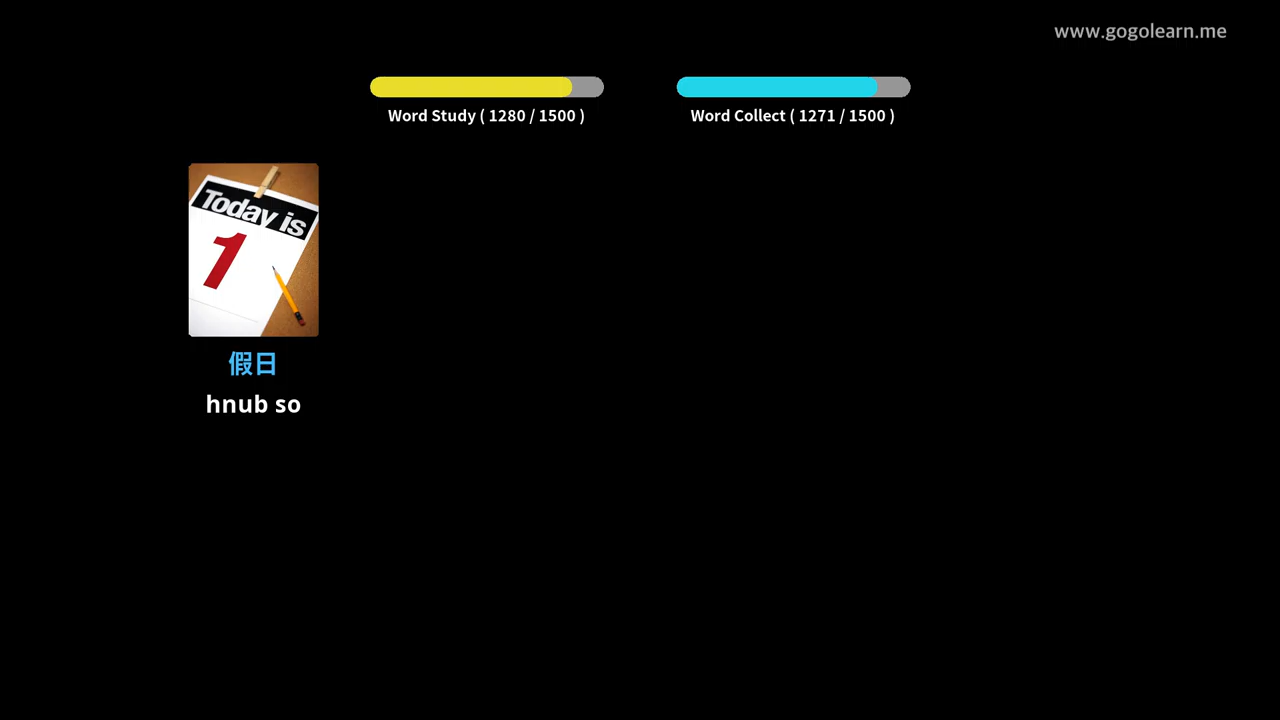 www.gogolearn.me
Word Study ( 1280 / 1500 )
Word Collect ( 1271 / 1500 )
Today is
1
假日
hnub so